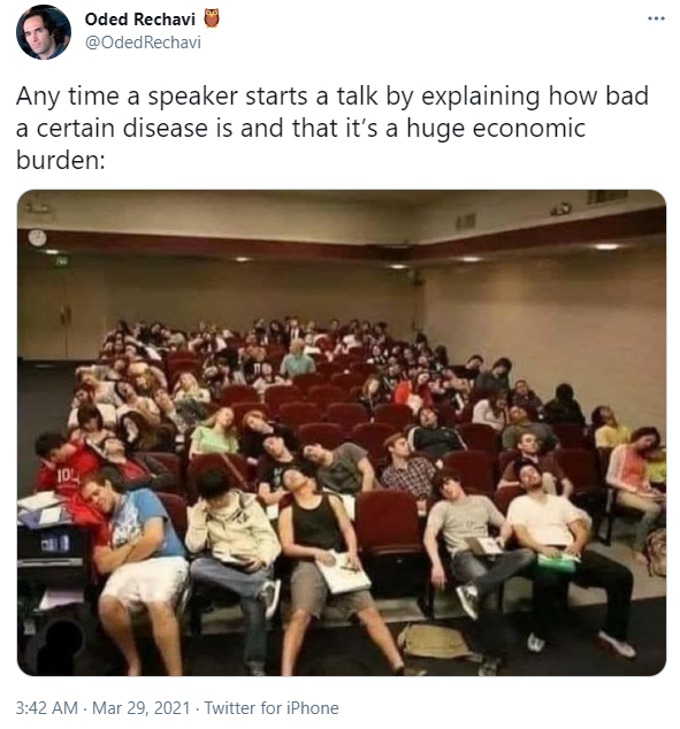 Oded Rechavi
@OdedRechavi
Any time a speaker starts a talk by explaining how bad
a certain disease is and that it’s a huge economic
burden:
10
3:42 AM · Mar 29, 2021 · Twitter for iPhone